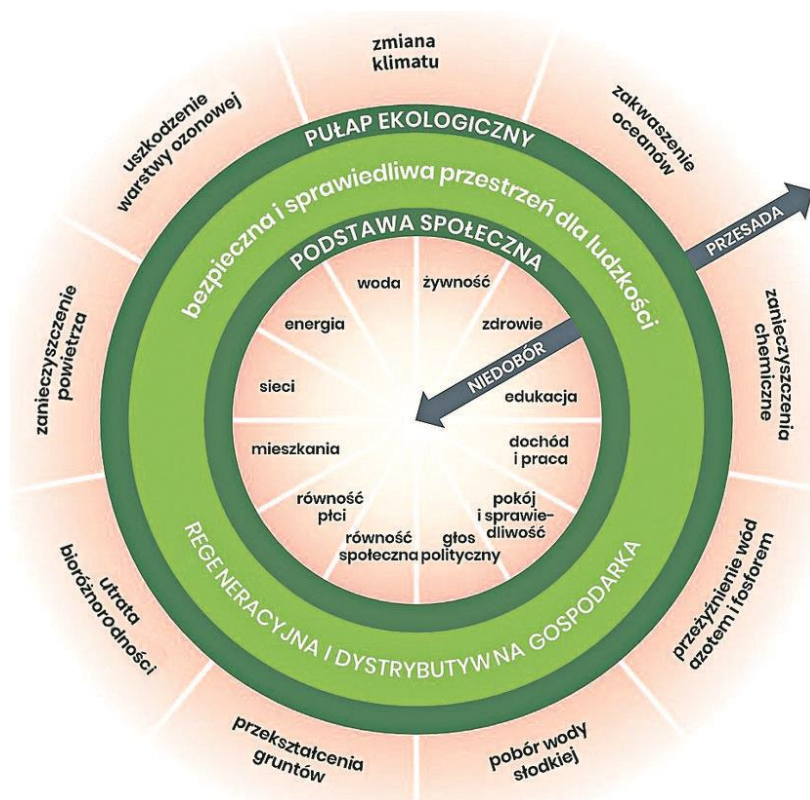 zmiana
klimatu
zakwaszenie
oceanów
PRZESADA
zanieczyszczenia
chemiczne
przeżyźnienie wód
azotem i fosforem
pobór wody
słodkiej
przekształcenia
gruntów
utrata
bioróżnorodności
zanieczyszczenie
powietrza
uszkodzenie
warstwy ozonowej
PUŁAP EKOLOGICZNY
bezpieczna i sprawiedliwa przestrzeń dla ludzkości
PODSTAWA SPOŁECZNA
woda
żywność
zdrowie
NIEDOBÓR
edukacja
dochód
i praca
pokój
i sprawie-
dliwość
głos
polityczny
równość
społeczna
równość
płci
mieszkania
sieci
energia
REGENERACYJNA I DYSTRYBUTYWNA GOSPODARKA